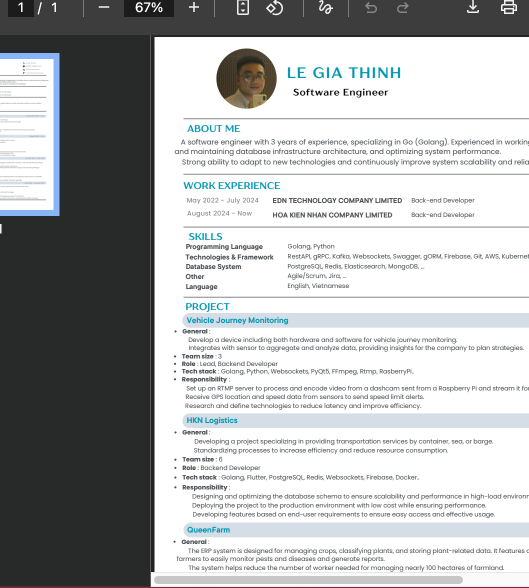 1 / 1 67%
LE GIA THINH
Software Engineer
ABOUT ME
A software engineer with 3 years of experience, specializing in Go (Golang). Experienced in working
and maintaining database infrastructure architecture, and optimizing system performance.
Strong ability to adapt to new technologies and continuously improve system scalability and relia
WORK EXPERIENCE
May 2022 - July 2024 EDN TECHNOLOGY COMPANY LIMITED Back-end Developer
August 2024 - Now HOA KIEN NHAN COMPANY LIMITED Back-end Developer
SKILLS
Programming Language Golang, Python
Technologies & Framework RestAPI, gRPC, Kafka, Websockets, Swagger, gORM, Firebase, Git, AWS, Kubernet
Database System PostgreSQL, Redis, Elasticsearch, MongoDB, ...
Other Agile/Scrum, Jira, ...
Language English, Vietnamese
PROJECT
Vehicle Journey Monitoring
• General :
Develop a device including both hardware and software for vehicle journey monitoring.
Integrates with sensor to aggregate and analyze data, providing insights for the company to plan strategies.
• Team size : 3
• Role : Lead, Backend Developer
• Tech stack : Golang, Python, Websockets, PyQt5, FFmpeg, Rtmp, RasberryPi..
• Responsibility :
Set up an RTMP server to process and encode video from a dashcam sent from a Raspberry Pi and stream it for
Receive GPS location and speed data from sensors to send speed limit alerts.
Research and define technologies to reduce latency and improve efficiency.
HKN Logistics
• General :
Developing a project specializing in providing transportation services by container, sea, or barge.
Standardizing processes to increase efficiency and reduce resource consumption.
• Team size : 6
• Role : Backend Developer
• Tech stack : Golang, Flutter, PostgreSQL, Redis, Websockets, Firebase, Docker..
• Responsibility :
Designing and optimizing the database schema to ensure scalability and performance in high-load environm
Deploying the project to the production environment with low cost while ensuring performance.
Developing features based on end-user requirements to ensure easy access and effective usage.
QueenFarm
• General :
The ERP system is designed for managing crops, classifying plants, and storing plant-related data. It features a
farmers to easily monitor pests and diseases and generate reports.
The system helps reduce the number of worker needed for managing nearly 100 hectares of farmland.